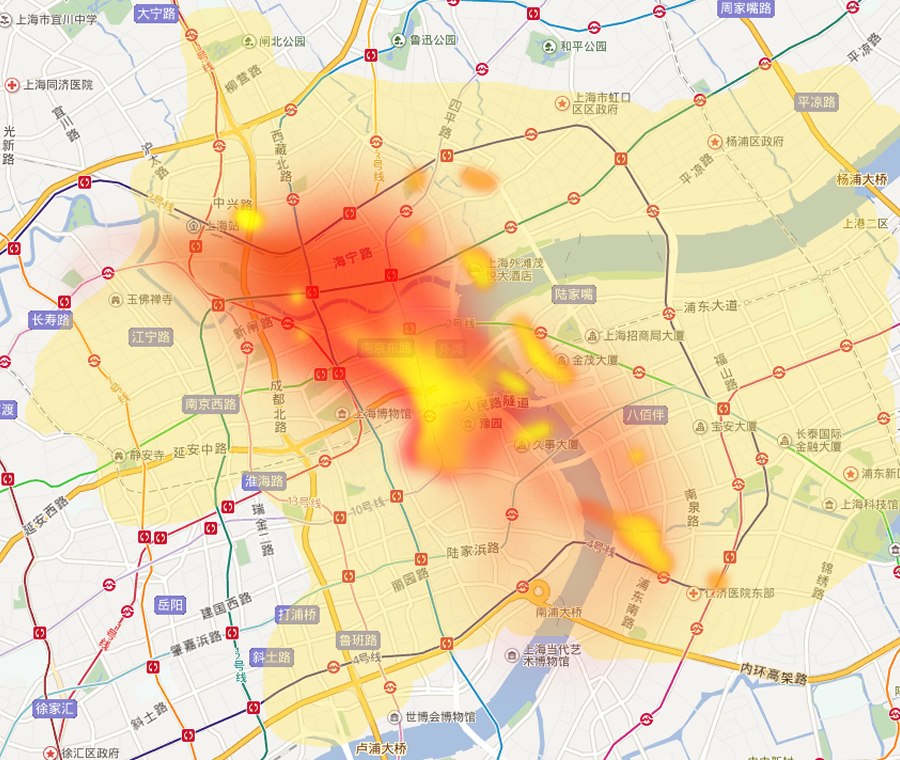 上海市宜川中学
大宁路
周家嘴路
闸北公园
鲁迅公园
和平公园
平凉路
3号线
柳营路
上海同济医院
宜川路
四平路
上海市虹口
区区政府
平凉路
光新路
沪太路
西藏北路
2号线
杨浦区政府
平凉路
杨浦大桥
3号线
中兴路
上海站
上港二区
海宁路
上海外滩茂
悦大酒店
玉佛禅寺
陆家嘴
浦东大道
长寿路
江宁路
新闸路
2号线
上海招商局大厦
南京东路
外滩
金茂大厦
福山路
号线
成都北路
渡
南京西路
上海博物馆
人民路隧道
豫园
八佰伴
宝安大厦
久事大厦
长泰国际
金融大厦
静安寺
延安中路
淮海路
浦东新区
延安西路
13号线
10号线
瑞金二路
南泉路
上海科技馆
陆家浜路
4号线
丽园路
锦绣路
岳阳
建国西路
打浦桥
南浦大桥
浦东南路
仁济医院东部
1号线
肇嘉浜路
鲁班路
斜土路
4号线
上海当代艺
术博物馆
内环高架路
徐家汇
斜土路
世博会博物馆
徐汇区政府
卢浦大桥